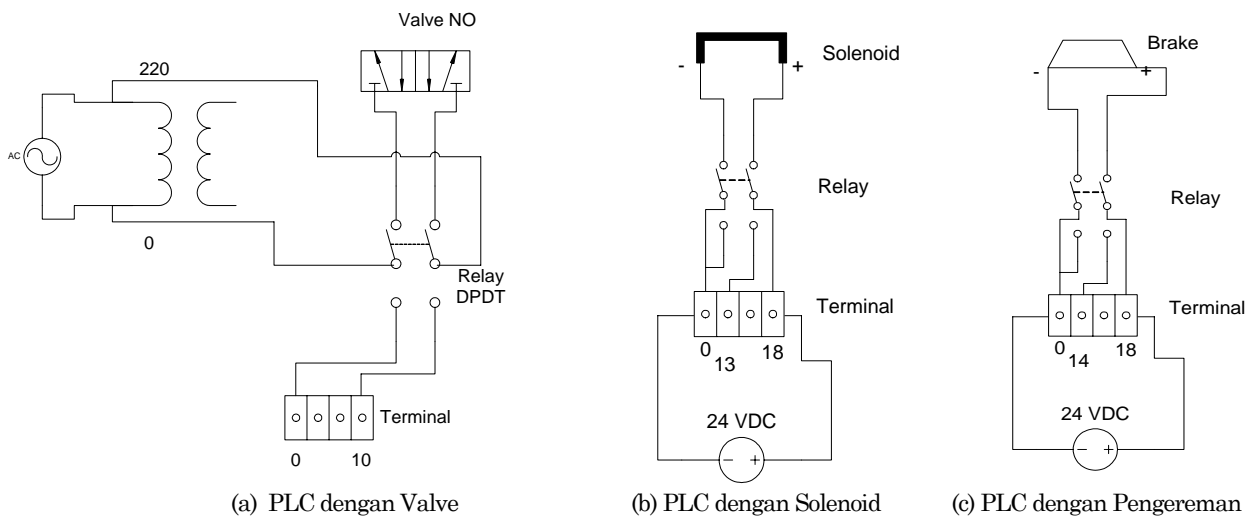 Valve NO
220
AC
0
Relay
DPDT
Terminal
0 10
(a) PLC dengan Valve
Solenoid
- +
Relay
Terminal
0 13 18
24 VDC
- +
(b) PLC dengan Solenoid
Brake
- +
Relay
Terminal
0 14 18
24 VDC
- +
(c) PLC dengan Pengereman